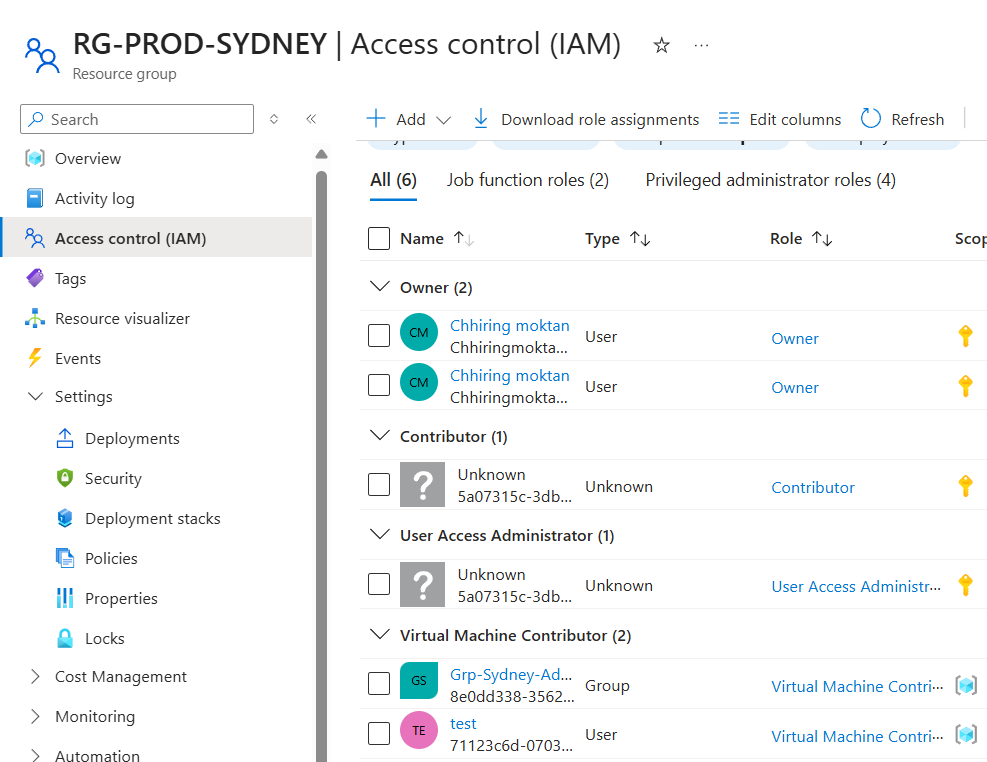 RG-PROD-SYDNEY | Access control (IAM) ☆ ...
Resource group
Search
Overview
Activity log
Access control (IAM)
Tags
Resource visualizer
Events
Settings
Deployments
Security
Deployment stacks
Policies
Properties
Locks
Cost Management
Monitoring
Automation
Add
Download role assignments
Edit columns
Refresh
All (6)
Job function roles (2)
Privileged administrator roles (4)
Name
Type
Role
Scop
Owner (2)
CM
Chhiring moktan
Chhiringmokta...
User
Owner
CM
Chhiring moktan
Chhiringmokta...
User
Owner
Contributor (1)
?
Unknown
5a07315c-3db...
Unknown
Contributor
User Access Administrator (1)
?
Unknown
5a07315c-3db...
Unknown
User Access Administr...
Virtual Machine Contributor (2)
GS
Grp-Sydney-Ad...
8e0dd338-3562...
Group
Virtual Machine Contri...
TE
test
71123c6d-0703...
User
Virtual Machine Contri...